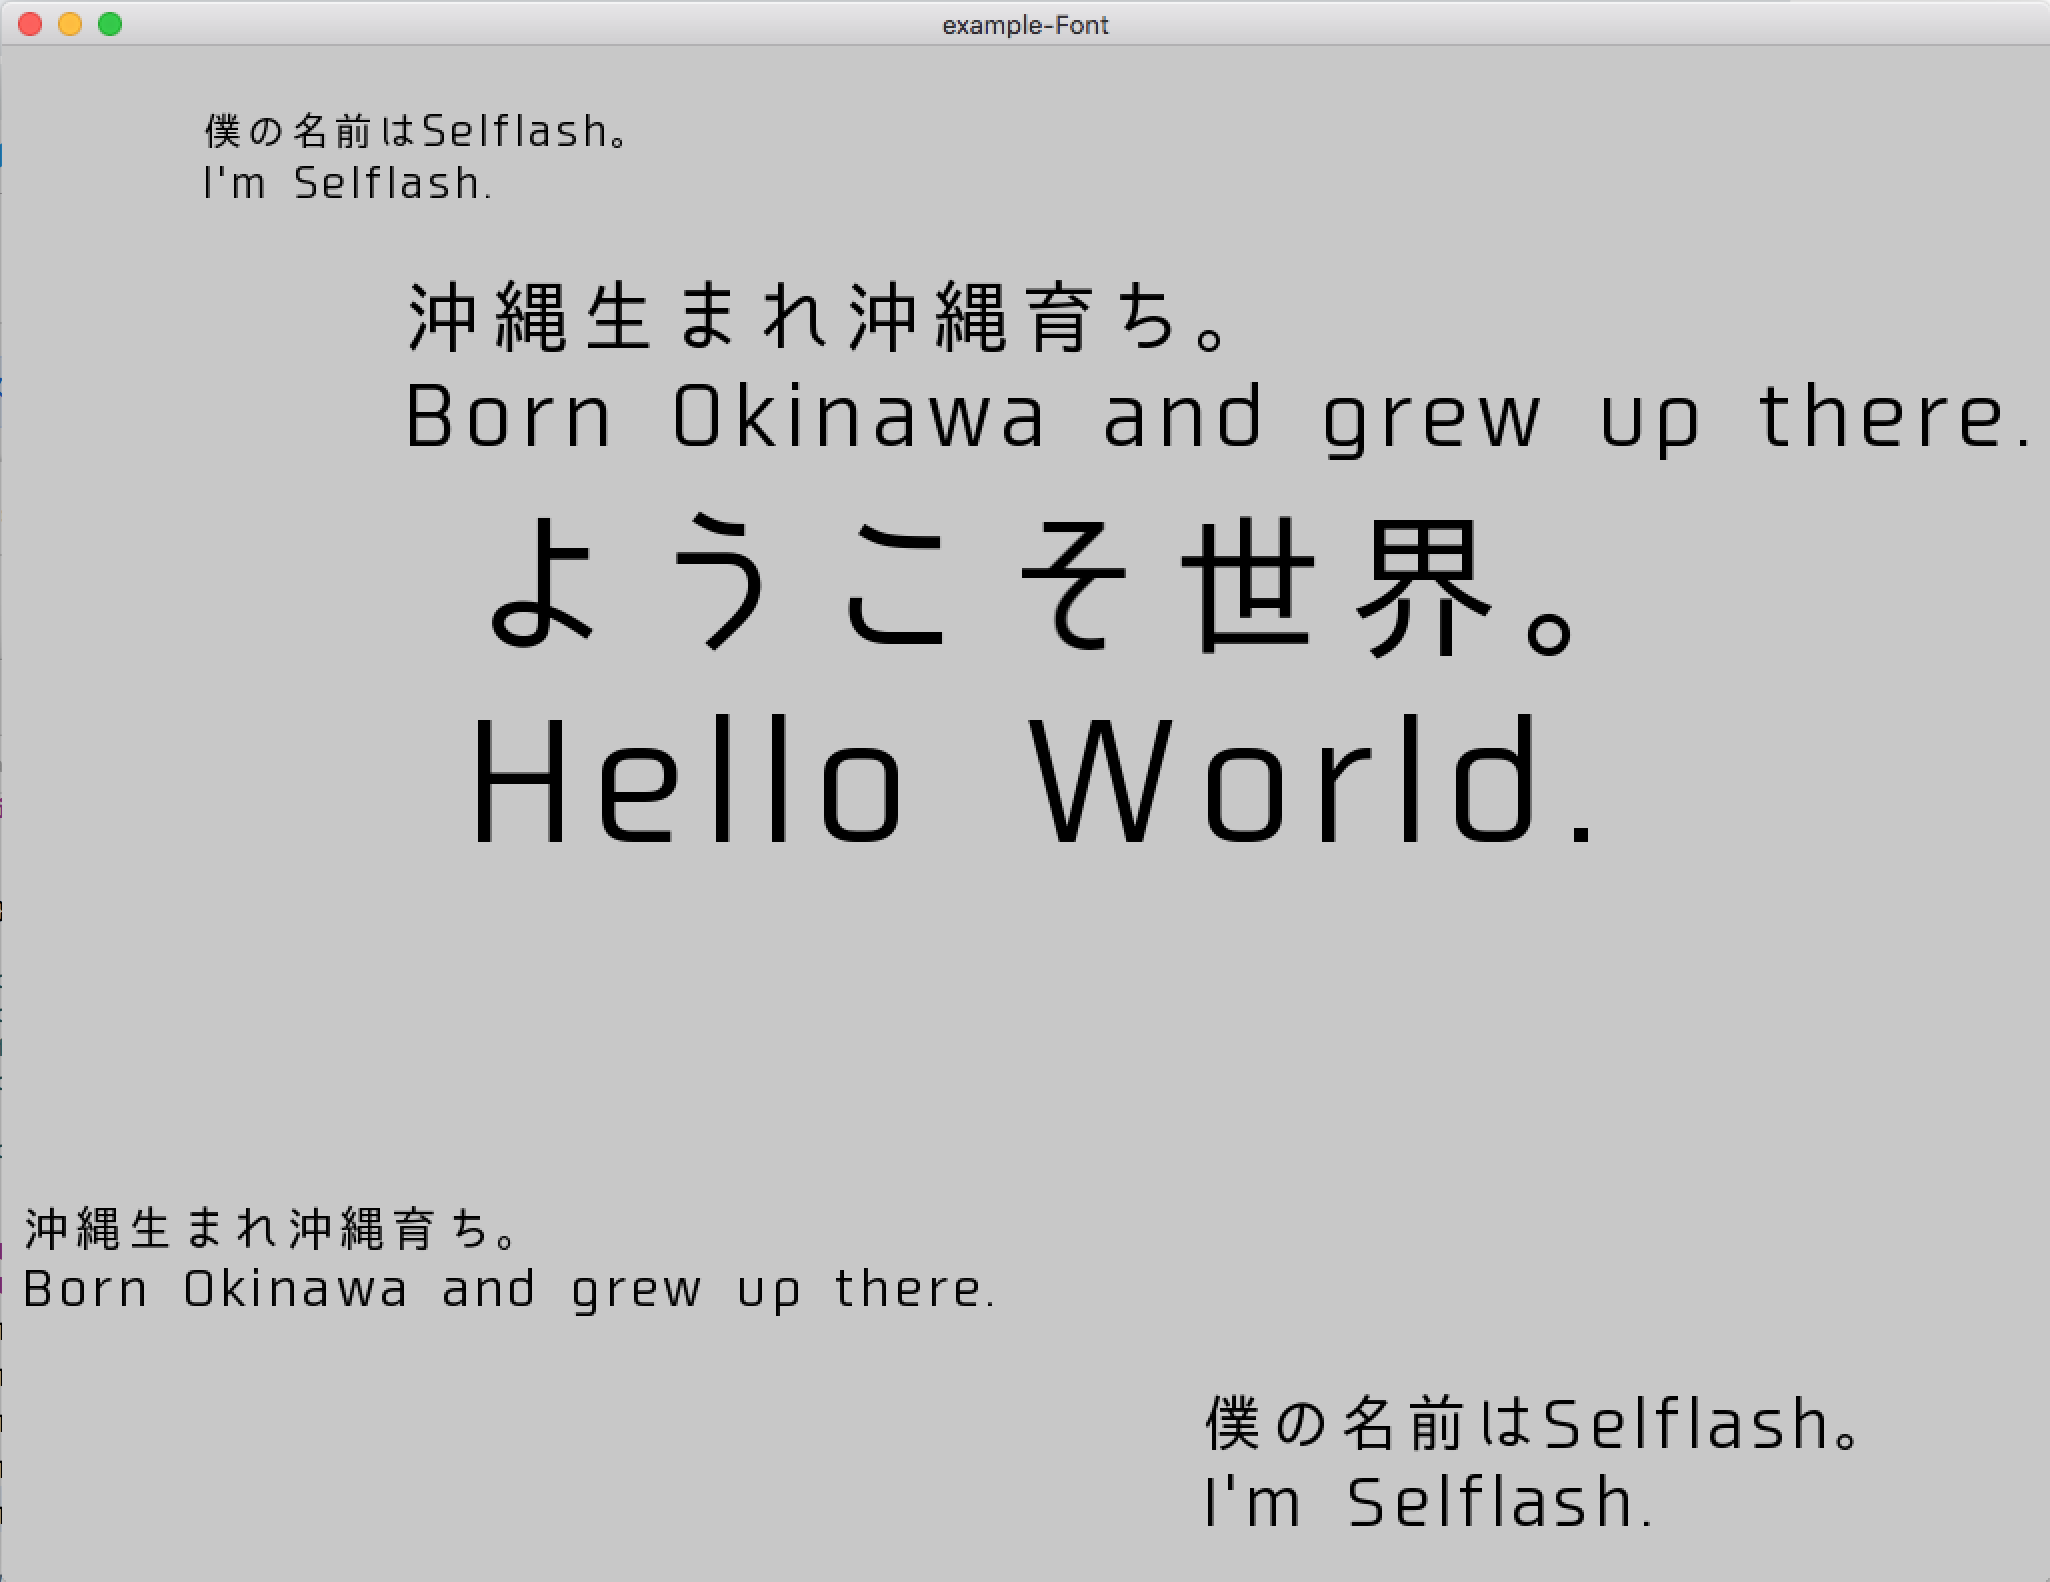 example-Font
僕の名前はSelflash。
I'm Selflash.
沖縄生まれ沖縄育ち。
Born Okinawa and grew up there.
ようこそ世界。
Hello World.
沖縄生まれ沖縄育ち。
Born Okinawa and grew up there.
僕の名前はSelflash。
I'm Selflash.